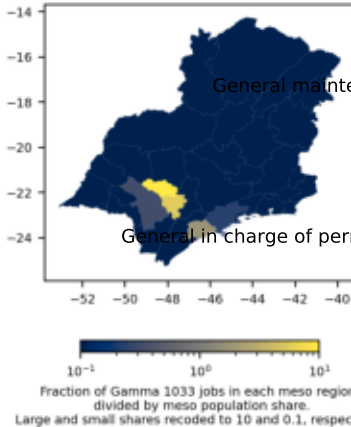 −14
−16
General mainte
−18
−20
−22
General in charge of per
−24
−52 −50 −48 −46 −44 −42 −40
10⁻¹ 10⁰ 10¹
Fraction of Gamma 1033 jobs in each meso region
divided by meso population share.
Large and small shares recoded to 10 and 0.1, respec